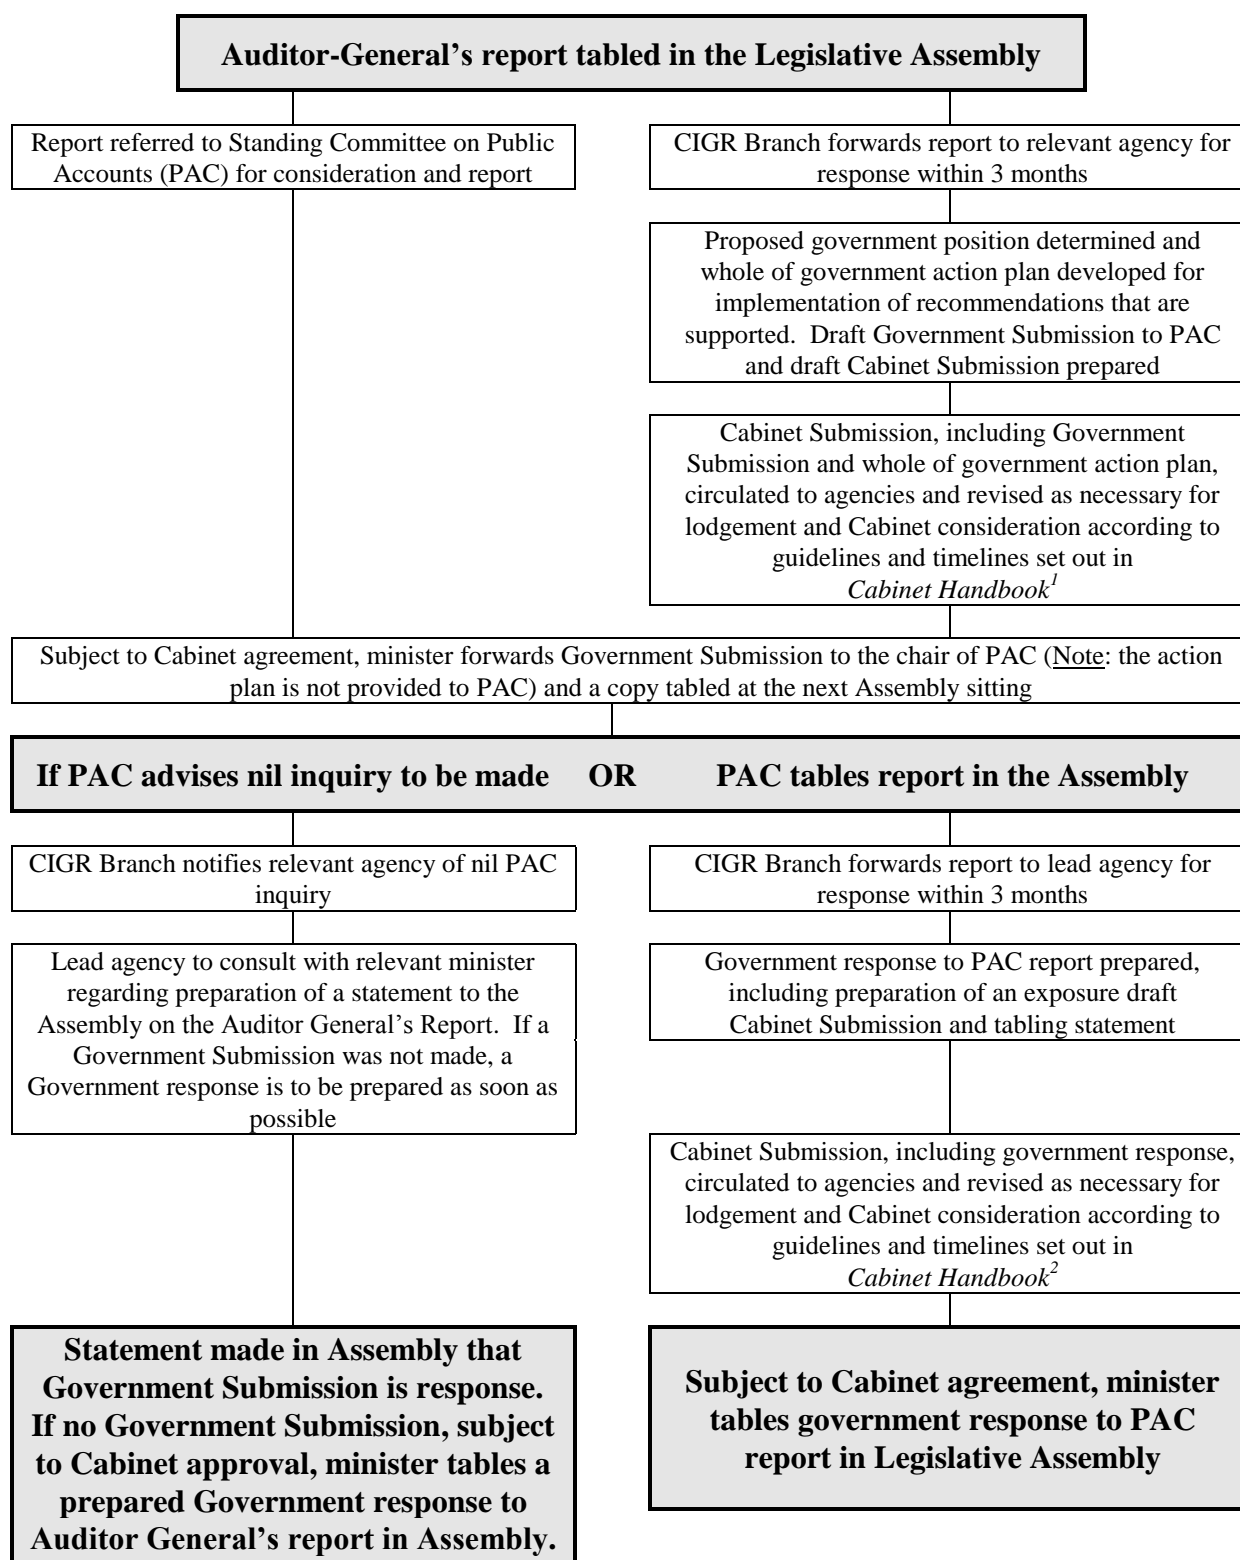 Auditor-General’s report tabled in the Legislative Assembly
Report referred to Standing Committee on Public
Accounts (PAC) for consideration and report
CIGR Branch forwards report to relevant agency for
response within 3 months
Proposed government position determined and
whole of government action plan developed for
implementation of recommendations that are
supported.  Draft Government Submission to PAC
and draft Cabinet Submission prepared
Cabinet Submission, including Government
Submission and whole of government action plan,
circulated to agencies and revised as necessary for
lodgement and Cabinet consideration according to
guidelines and timelines set out in
Cabinet Handbook1
Subject to Cabinet agreement, minister forwards Government Submission to the chair of PAC (Note: the action
plan is not provided to PAC) and a copy tabled at the next Assembly sitting
If PAC advises nil inquiry to be made OR PAC tables report in the Assembly
CIGR Branch notifies relevant agency of nil PAC
inquiry
Lead agency to consult with relevant minister
regarding preparation of a statement to the
Assembly on the Auditor General’s Report.  If a
Government Submission was not made, a
Government response is to be prepared as soon as
possible
Statement made in Assembly that
Government Submission is response.
If no Government Submission, subject
to Cabinet approval, minister tables a
prepared Government response to
Auditor General’s report in Assembly.
CIGR Branch forwards report to lead agency for
response within 3 months
Government response to PAC report prepared,
including preparation of an exposure draft
Cabinet Submission and tabling statement
Cabinet Submission, including government response,
circulated to agencies and revised as necessary for
lodgement and Cabinet consideration according to
guidelines and timelines set out in
Cabinet Handbook2
Subject to Cabinet agreement, minister
tables government response to PAC
report in Legislative Assembly